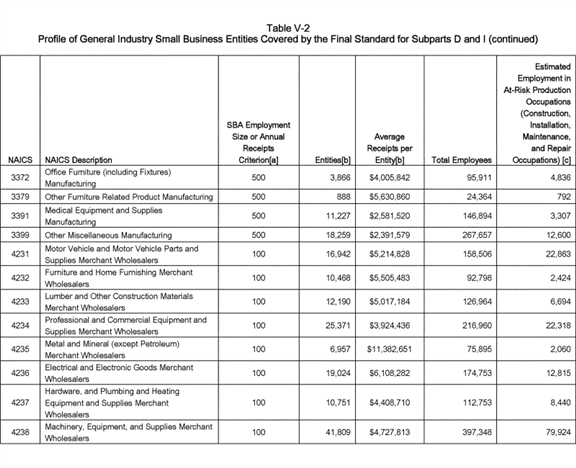 Table V-2
Profile of General Industry Small Business Entities Covered by the Final Standard for Subparts D and I (continued)
NAICS NAICS Description SBA Employment Size or Annual Receipts Criterion[a] Entities[b] Average Receipts per Entity[b] Total Employees Estimated Employment in At-Risk Production Occupations (Construction, Installation, Maintenance, and Repair Occupations) [c]
3372 Office Furniture (including Fixtures) Manufacturing 500 3,866 $4,005,842 95,911 4,836
3379 Other Furniture Related Product Manufacturing 500 888 $5,630,860 24,364 792
3391 Medical Equipment and Supplies Manufacturing 500 11,227 $2,581,520 146,894 3,307
3399 Other Miscellaneous Manufacturing 500 18,259 $2,391,579 267,657 12,600
4231 Motor Vehicle and Motor Vehicle Parts and Supplies Merchant Wholesalers 100 16,942 $5,214,828 158,506 22,863
4232 Furniture and Home Furnishing Merchant Wholesalers 100 10,468 $5,505,483 92,798 2,424
4233 Lumber and Other Construction Materials Merchant Wholesalers 100 12,190 $5,017,184 126,964 6,694
4234 Professional and Commercial Equipment and Supplies Merchant Wholesalers 100 25,371 $3,924,436 216,960 22,318
4235 Metal and Mineral (except Petroleum) Merchant Wholesalers 100 6,957 $11,382,651 75,895 2,060
4236 Electrical and Electronic Goods Merchant Wholesalers 100 19,024 $6,108,282 174,753 12,815
4237 Hardware, and Plumbing and Heating Equipment and Supplies Merchant Wholesalers 100 10,751 $4,408,710 112,753 8,440
4238 Machinery, Equipment, and Supplies Merchant Wholesalers 100 41,809 $4,727,813 397,348 79,924